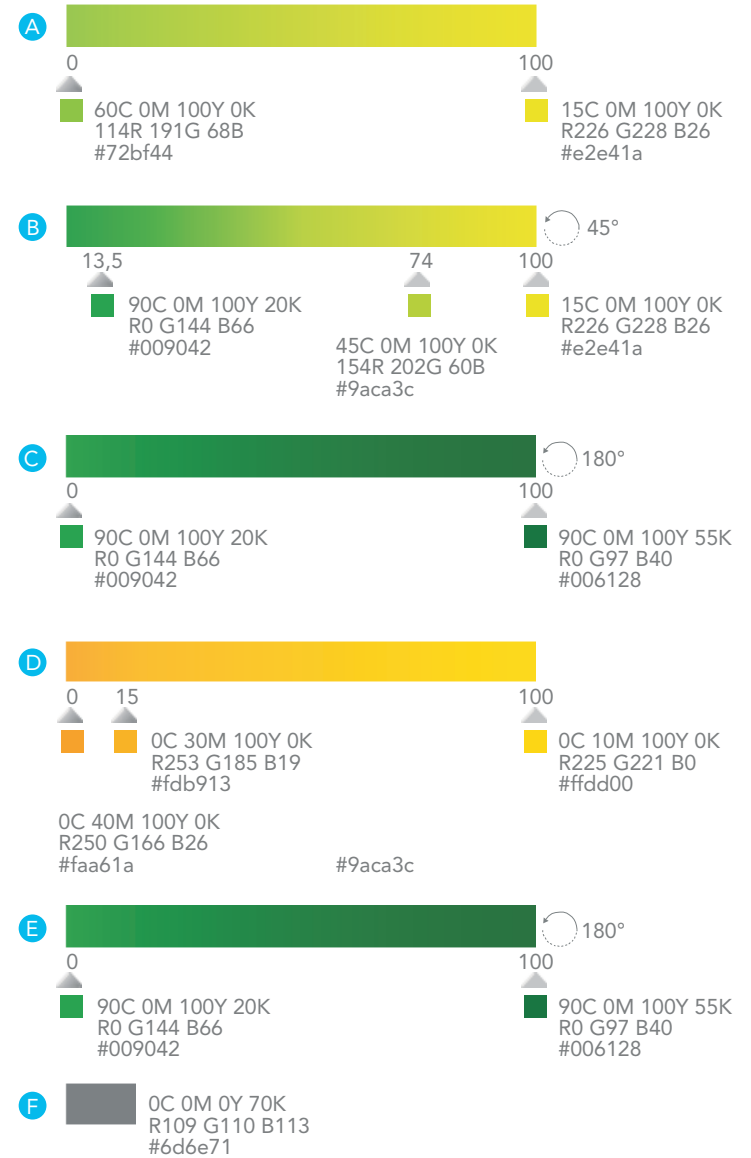 A
0 100
60C 0M 100Y 0K
114R 191G 68B
#72bf44
15C 0M 100Y 0K
R226 G228 B26
#e2e41a
B
45°
13,5 74 100
90C 0M 100Y 20K
R0 G144 B66
#009042
45C 0M 100Y 0K
154R 202G 60B
#9aca3c
15C 0M 100Y 0K
R226 G228 B26
#e2e41a
C
180°
0 100
90C 0M 100Y 20K
R0 G144 B66
#009042
90C 0M 100Y 55K
R0 G97 B40
#006128
D
0 15 100
0C 30M 100Y 0K
R253 G185 B19
#fdb913
0C 10M 100Y 0K
R225 G221 B0
#ffdd00
0C 40M 100Y 0K
R250 G166 B26
#faa61a
#9aca3c
E
180°
0 100
90C 0M 100Y 20K
R0 G144 B66
#009042
90C 0M 100Y 55K
R0 G97 B40
#006128
F
0C 0M 0Y 70K
R109 G110 B113
#6d6e71